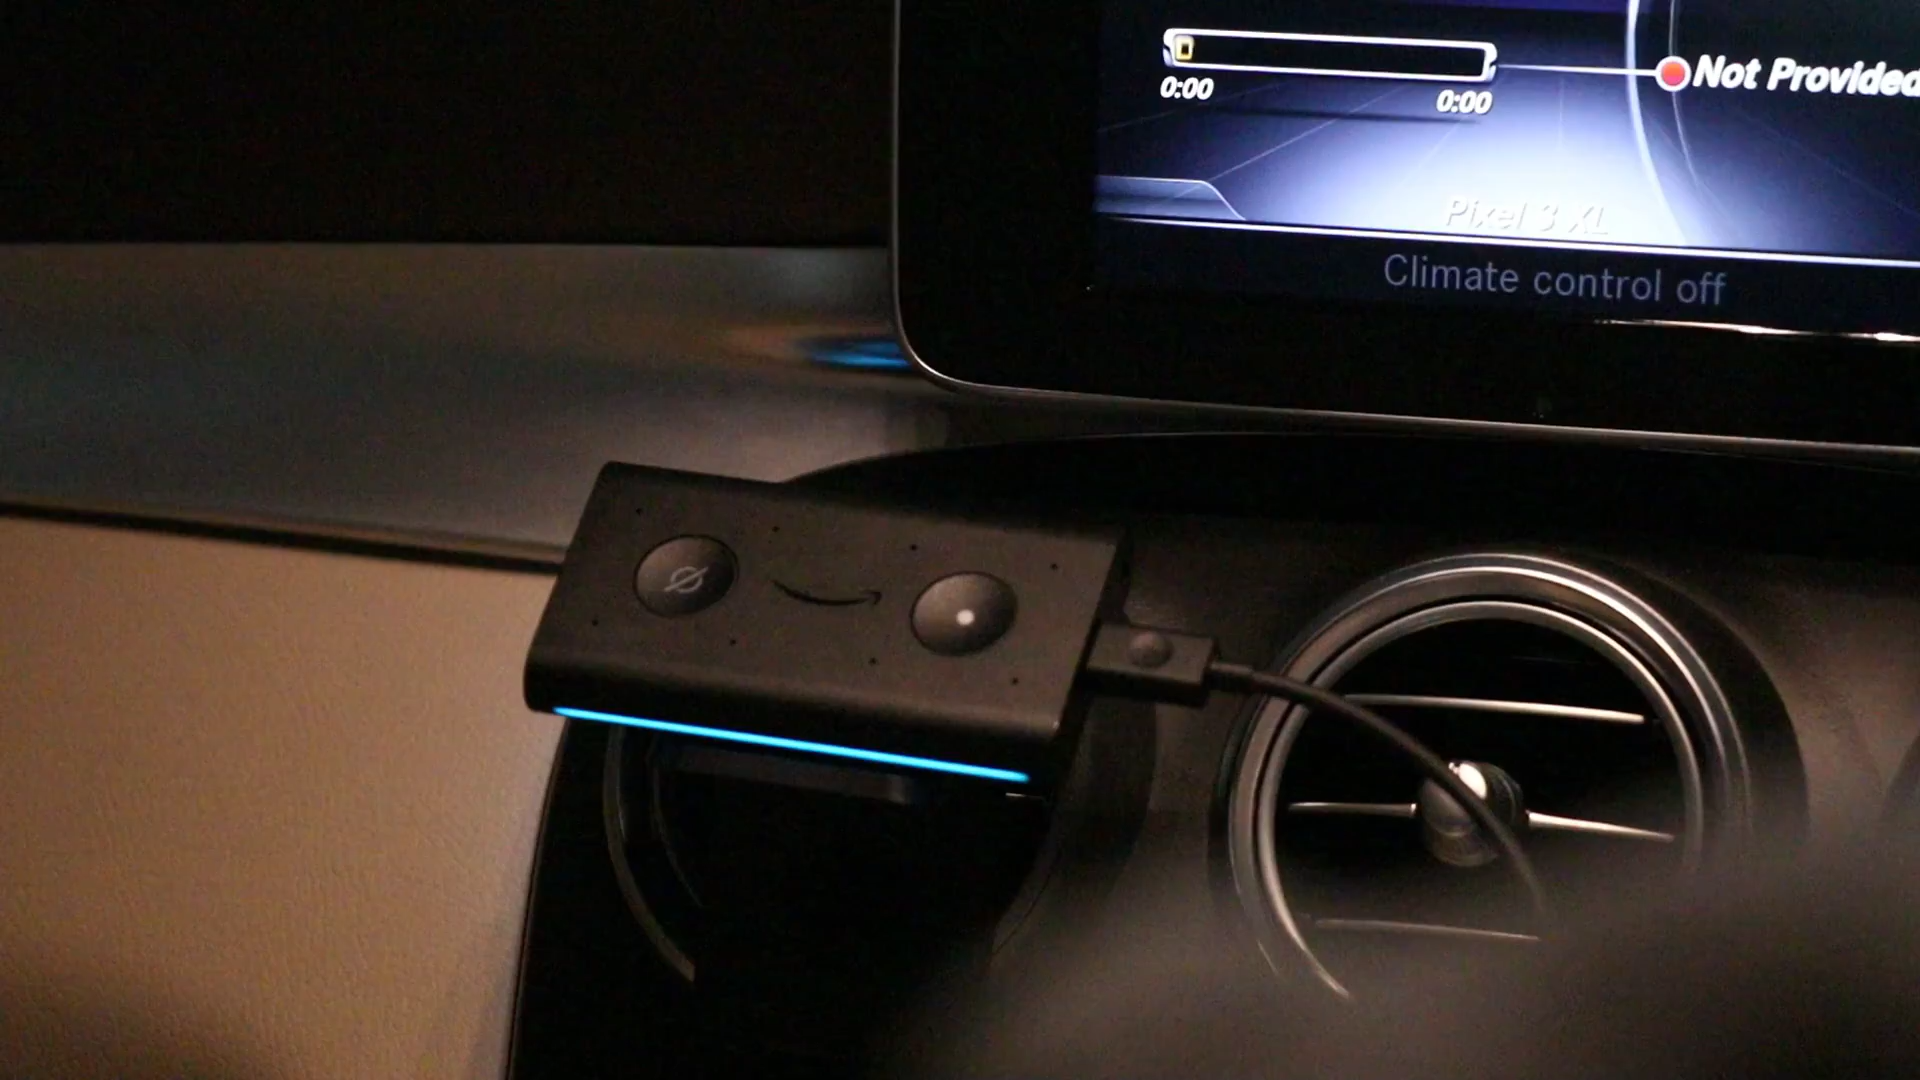 0:00
0:00
Not Provided
Pixel 3 XL
Climate control off